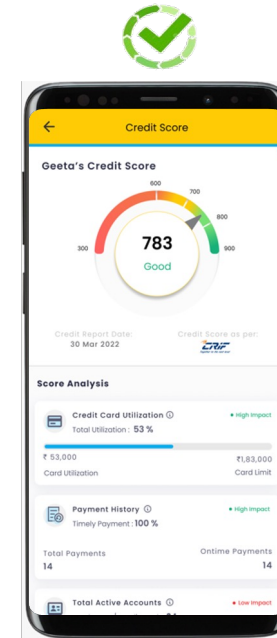 Credit Score
Geeta's Credit Score
600
700
800
300
900
783
Good
Credit Report Date:
30 Mar 2022
Credit Score as per:
CRIF
Score Analysis
Credit Card Utilization
• High Impact
Total Utilization : 53 %
₹ 53,000
₹1,83,000
Card Utilization
Card Limit
Payment History
• High Impact
Timely Payment : 100 %
Total Payments
Ontime Payments
14
14
Total Active Accounts
• Low Impact